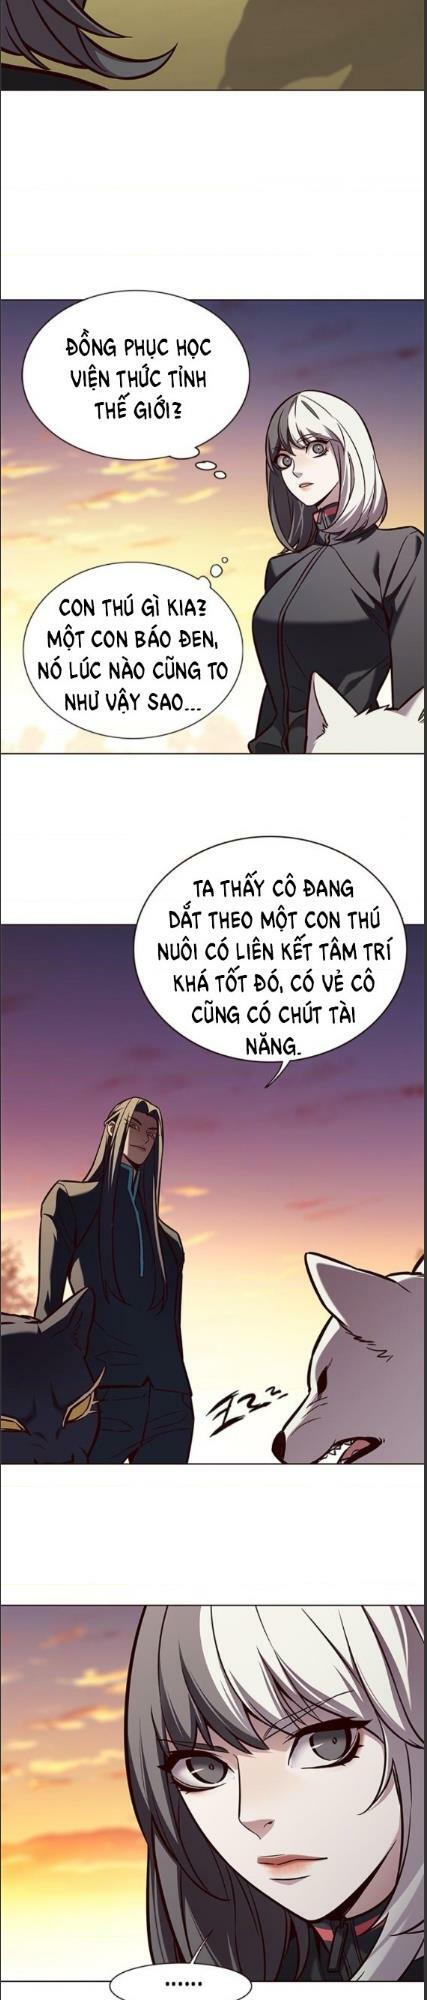 ĐỒNG PHỤC HỌC
VIỆN THỨC TỈNH
THẾ GIỚI?
CON THÚ GÌ KIA?
MỘT CON BÁO ĐEN,
NÓ LÚC NÀO CŨNG TO
NHƯ VẬY SAO...
TA THẤY CÔ ĐANG
DẮT THEO MỘT CON THÚ
NUÔI CÓ LIÊN KẾT TÂM TRÍ
KHÁ TỐT ĐÓ, CÓ VẺ CÔ
CŨNG CÓ CHÚT TÀI
NĂNG.
......